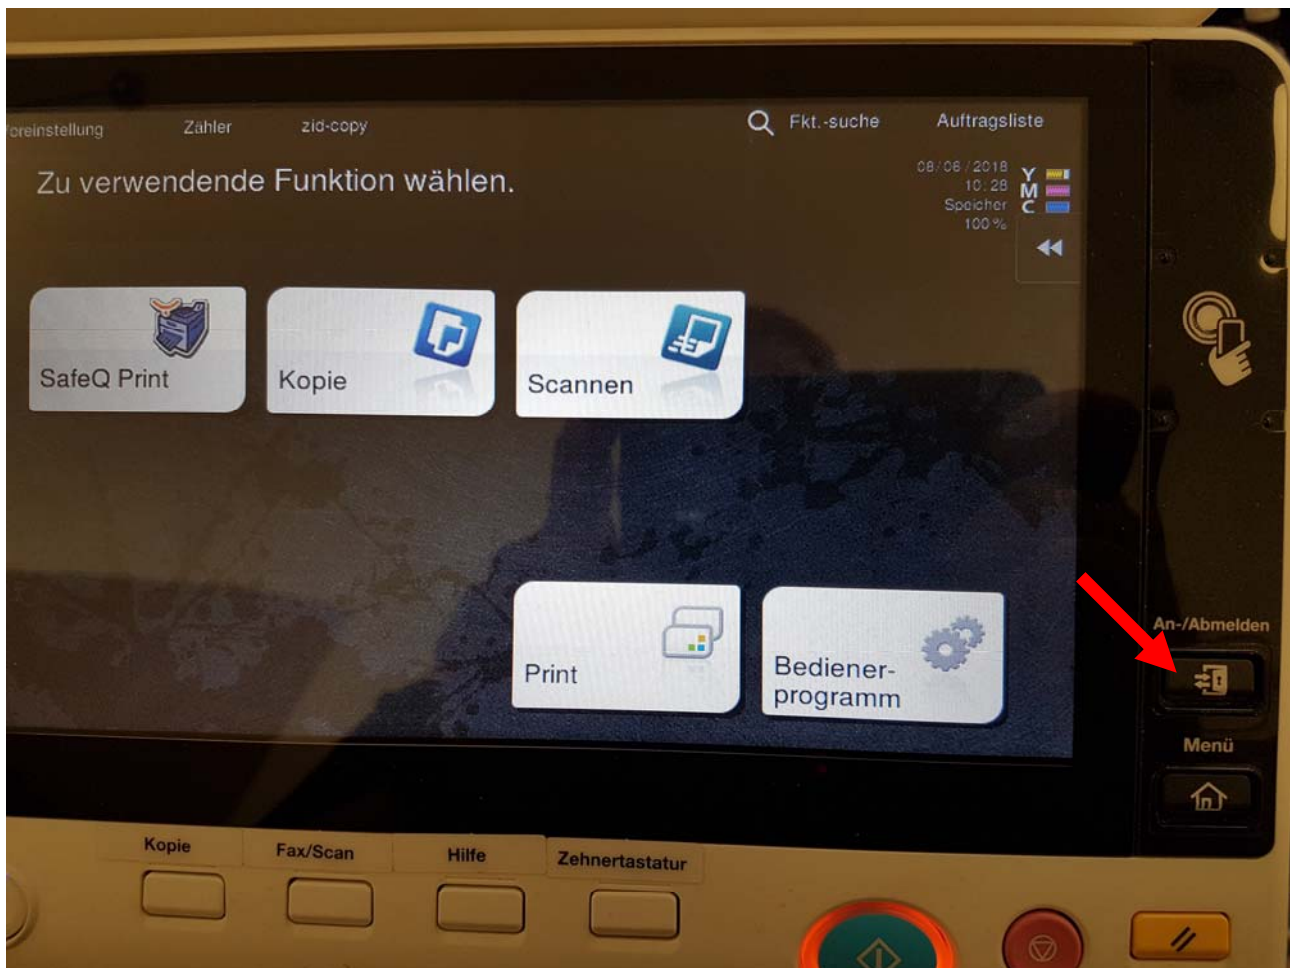 oreinstellung
Zähler
zid-copy
Fkt.-suche
Auftragsliste
Zu verwendende Funktion wählen.
08/06/2018
10:28
Speicher
100%
Y
M
C
SafeQ Print
Kopie
Scannen
Print
Bediener-
programm
An-/Abmelden
Menü
Kopie
Fax/Scan
Hilfe
Zehnertastatur